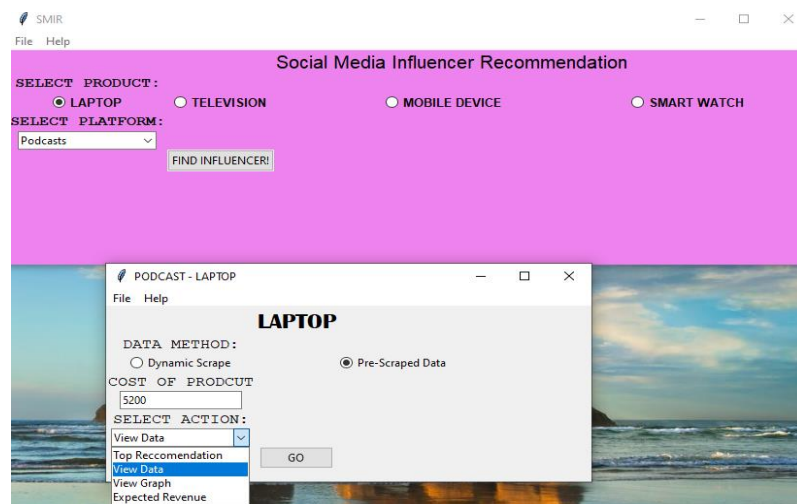 SMIR
File Help
Social Media Influencer Recommendation
SELECT PRODUCT:
LAPTOP TELEVISION MOBILE DEVICE SMART WATCH
SELECT PLATFORM:
Podcasts
FIND INFLUENCER!
PODCAST - LAPTOP
File Help
LAPTOP
DATA METHOD:
Dynamic Scrape Pre-Scraped Data
COST OF PRODCUT
5200
SELECT ACTION:
View Data
Top Reccomendation
GO
View Data
View Graph
Expected Revenue